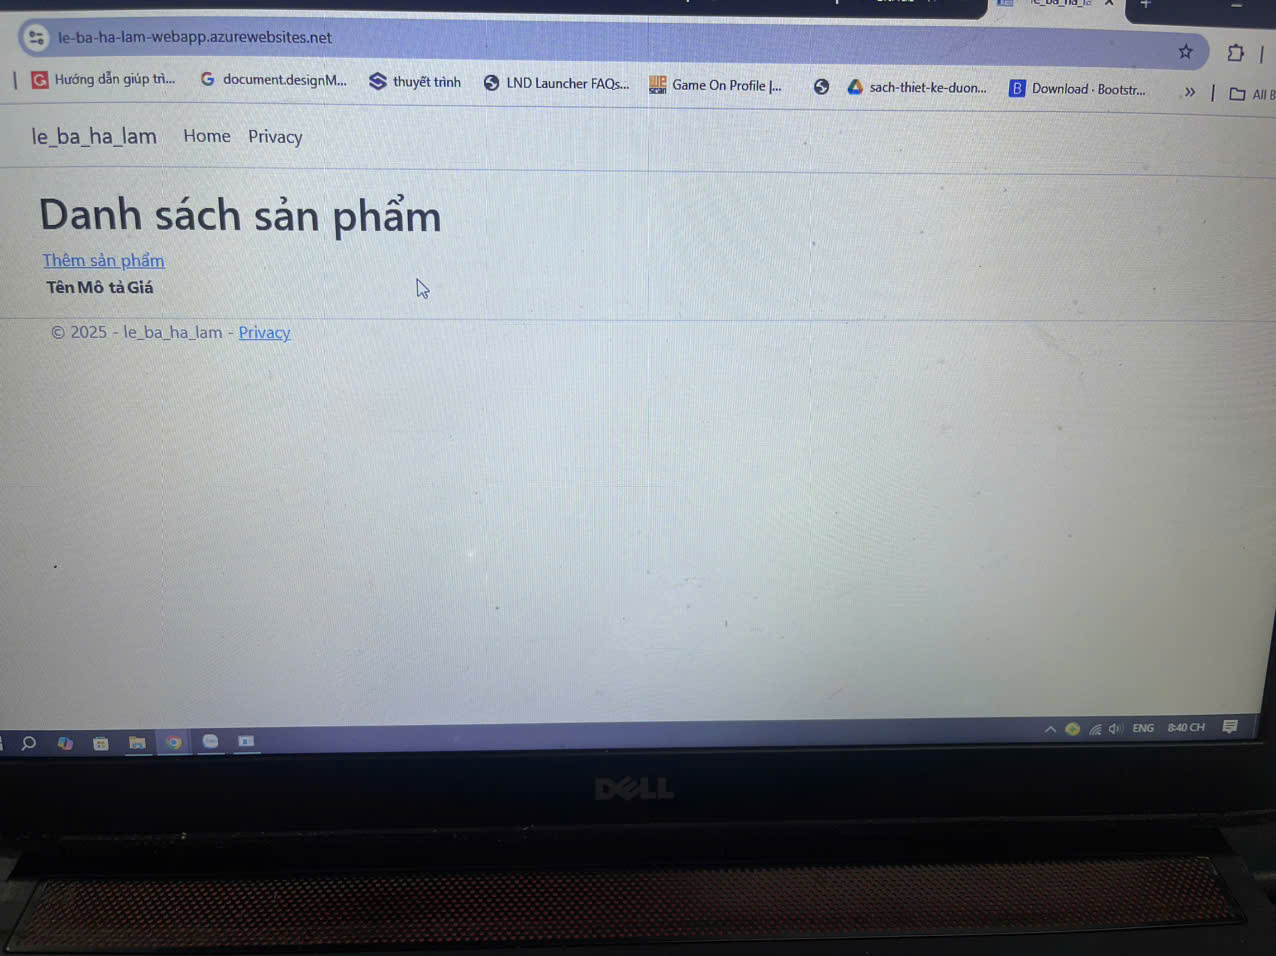 le-ba-ha-lam-webapp.azurewebsites.net
Hướng dẫn giúp trì... document.designM... thuyết trình LND Launcher FAQs... Game On Profile |... sach-thiet-ke-duon... Download · Bootstr... » All B
le_ba_ha_lam Home Privacy
Danh sách sản phẩm
Thêm sản phẩm
Tên Mô tả Giá
© 2025 - le_ba_ha_lam - Privacy
ENG 8:40 CH
DELL